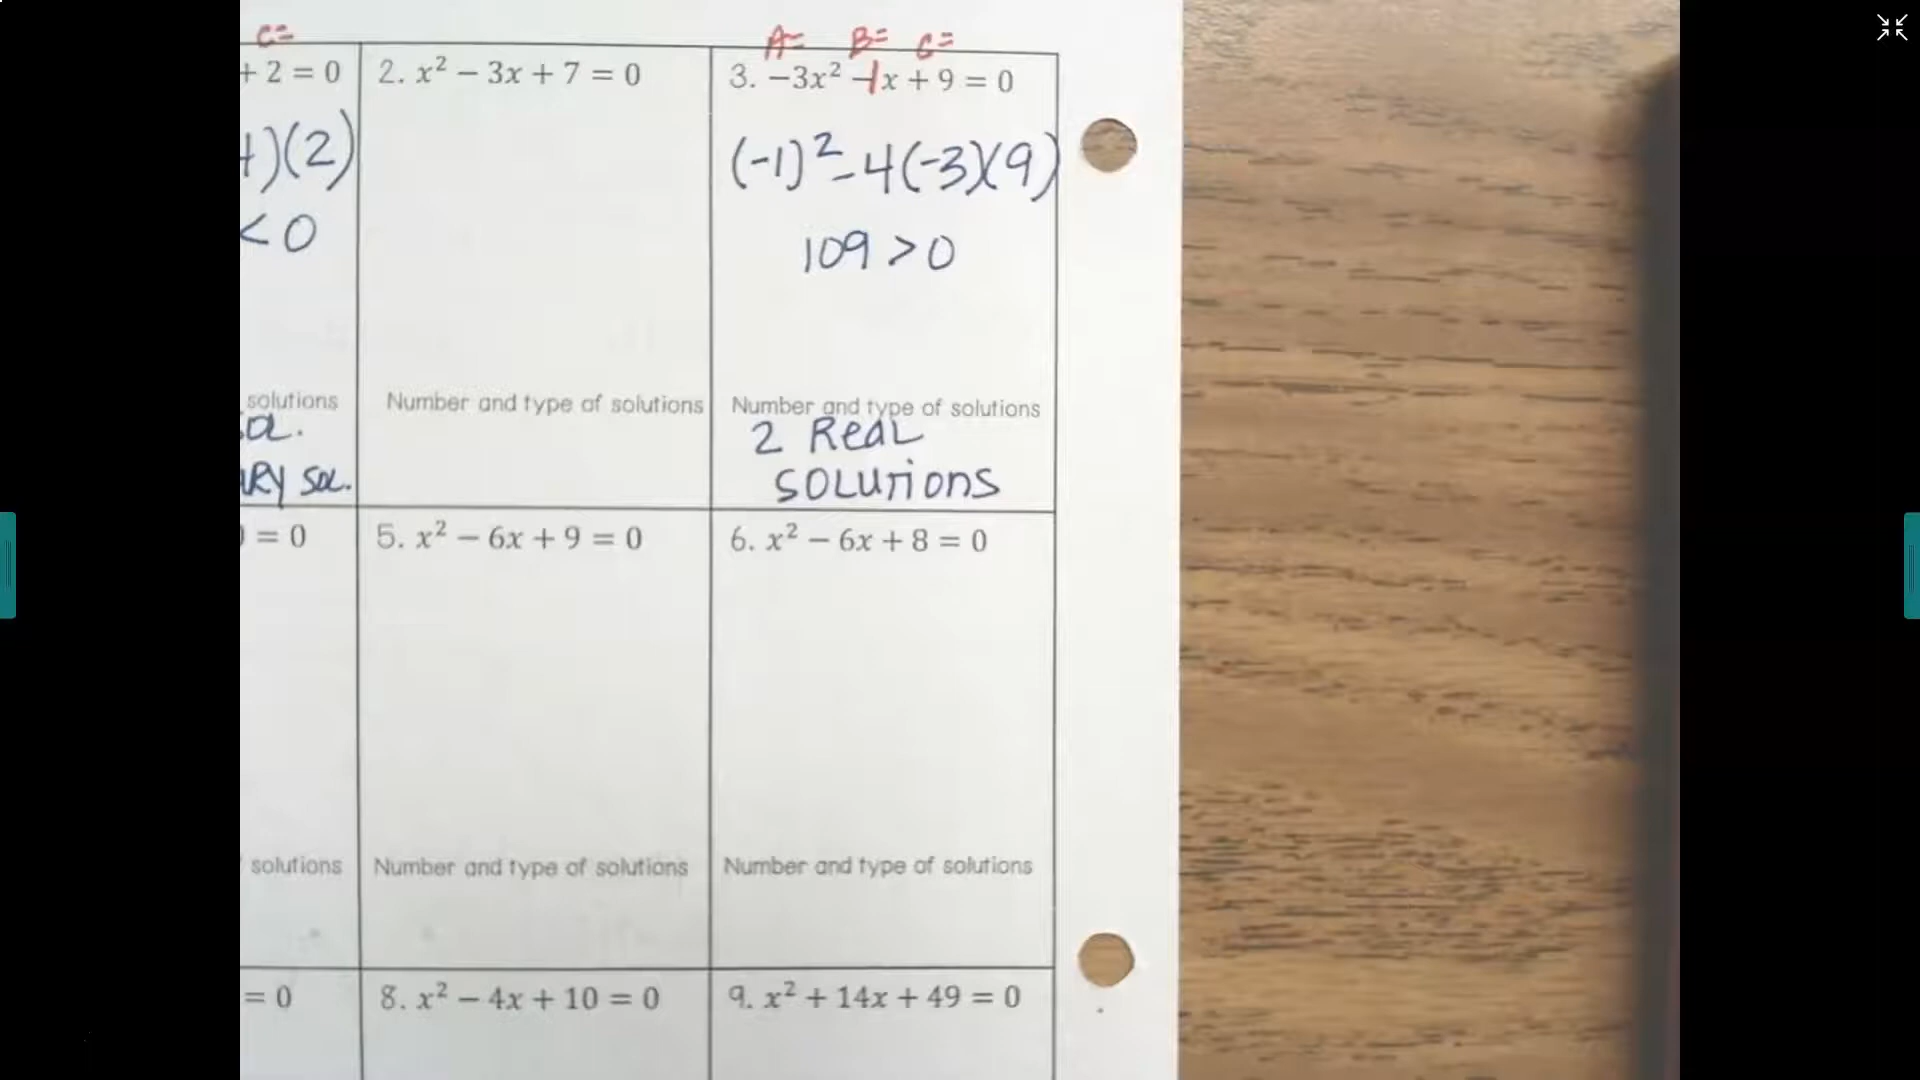 C=
+ 2 = 0
)(2)
< 0
solutions
ARY SOL.
2. x² − 3x + 7 = 0
Number and type of solutions
A= B= C=
3. −3x² −1x + 9 = 0
(-1)² - 4(-3)(9)
109 > 0
Number and type of solutions
2 Real
Solutions
= 0
solutions
5. x² − 6x + 9 = 0
Number and type of solutions
6. x² − 6x + 8 = 0
Number and type of solutions
= 0
8. x² − 4x + 10 = 0
9. x² + 14x + 49 = 0